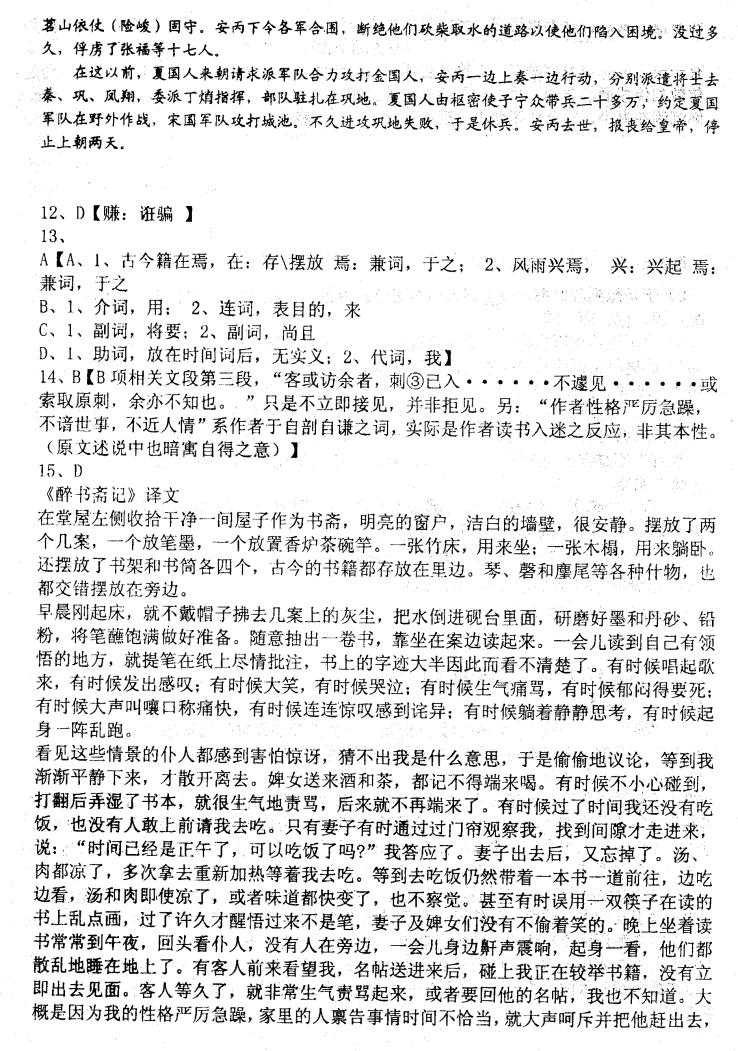 茗山依仗（险峻）固守。安丙下令各军合围，断绝他们砍柴取水的道路以使他们陷入困境。没过多
久，俘虏了张福等十七人。
在这以前，夏国人来朝请求派军队合力攻打金国人，安丙一边上奏一边行动，分别派遣将士去
秦、巩、凤翔，委派丁焴指挥，部队驻扎在巩地。夏国人由枢密使子宁众带兵二十多万，约定夏国
军队在野外作战，宋国军队攻打城池。不久进攻巩地失败，于是休兵。安丙去世，报丧给皇帝，停
止上朝两天。
12、D【赚：诳骗 】
13、
A【A、1、古今籍在焉，在：存\摆放 焉：兼词，于之； 2、风雨兴焉， 兴：兴起 焉：
兼词，于之
B、1、介词，用； 2、连词，表目的，来
C、1、副词，将要；2、副词，尚且
D、1、助词，放在时间词后，无实义；2、代词，我】
14、B【B项相关文段第三段，“客或访余者，刺③已入······不遽见······或
索取原刺，余亦不知也。 ”只是不立即接见，并非拒见。另：“作者性格严厉急躁，
不谙世事，不近人情”系作者于自剖自谦之词，实际是作者读书入迷之反应，非其本性。
（原文述说中也暗寓自得之意）】
15、D
《醉书斋记》译文
在堂屋左侧收拾干净一间屋子作为书斋，明亮的窗户，洁白的墙壁，很安静。摆放了两
个几案，一个放笔墨，一个放置香炉茶碗竿。一张竹床，用来坐；一张木榻，用来躺卧。
还摆放了书架和书筒各四个，古今的书籍都存放在里边。琴、磬和麈尾等各种什物，也
都交错摆放在旁边。
早晨刚起床，就不戴帽子拂去几案上的灰尘，把水倒进砚台里面，研磨好墨和丹砂、铅
粉，将笔蘸饱满做好准备。随意抽出一卷书，靠坐在案边读起来。一会儿读到自己有领
悟的地方，就提笔在纸上尽情批注，书上的字迹大半因此而看不清楚了。有时候唱起歌
来，有时候发出感叹；有时候大笑，有时候哭泣；有时候生气痛骂，有时候郁闷得要死；
有时候大声叫嚷口称痛快，有时候连连惊叹感到诧异；有时候躺着静静思考，有时候起
身一阵乱跑。
看见这些情景的仆人都感到害怕惊讶，猜不出我是什么意思，于是偷偷地议论，等到我
渐渐平静下来，才散开离去。婢女送来酒和茶，都记不得端来喝。有时候不小心碰到，
打翻后弄湿了书本，就很生气地责骂，后来就不再端来了。有时候过了时间我还没有吃
饭，也没有人敢上前请我去吃。只有妻子有时通过过门帘观察我，找到间隙才走进来，
说：“时间已经是正午了，可以吃饭了吗?”我答应了。妻子出去后，又忘掉了。汤、
肉都凉了，多次拿去重新加热等着我去吃。等到去吃饭仍然带着一本书一道前往，边吃
边看，汤和肉即使凉了，或者味道都快变了，也不察觉。甚至有时误用一双筷子在读的
书上乱点画，过了许久才醒悟过来不是笔，妻子及婢女们没有不偷着笑的。晚上坐着读
书常常到午夜，回头看仆人，没有人在旁边，一会儿身边鼾声震响，起身一看，他们都
散乱地睡在地上了。有客人前来看望我，名帖送进来后，碰上我正在较举书籍，没有立
即出去见面。客人等久了，就非常生气责骂起来，或者要回他的名帖，我也不知道。大
概是因为我的性格严厉急躁，家里的人禀告事情时间不恰当，就大声呵斥并把他赶出去，